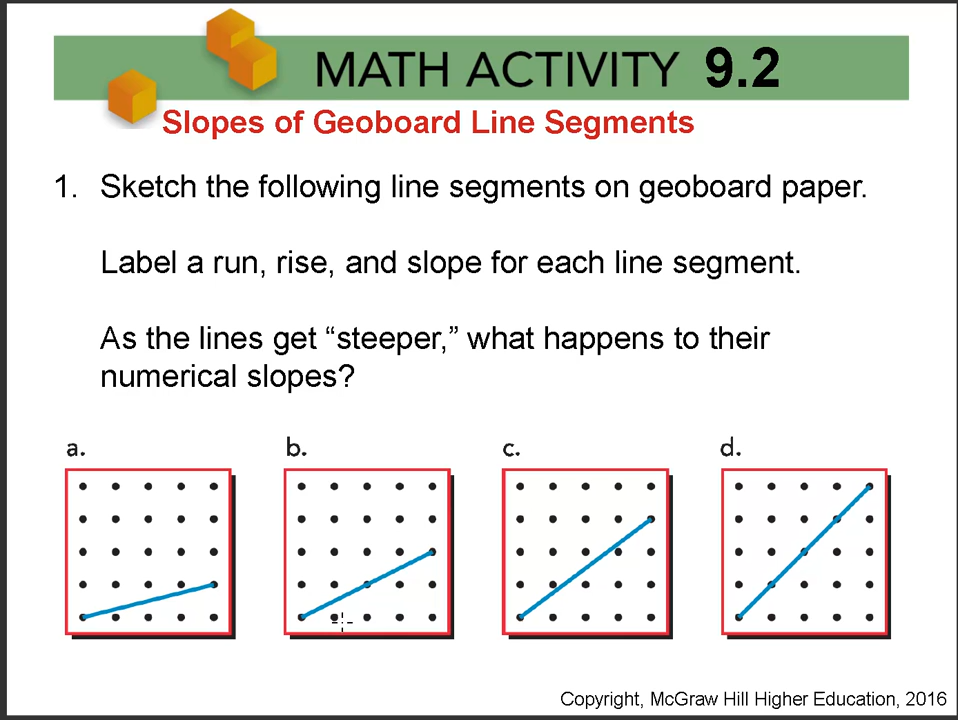 MATH ACTIVITY 9.2
Slopes of Geoboard Line Segments
1. Sketch the following line segments on geoboard paper.
Label a run, rise, and slope for each line segment.
As the lines get “steeper,” what happens to their
numerical slopes?
a. b. c. d.
Copyright, McGraw Hill Higher Education, 2016